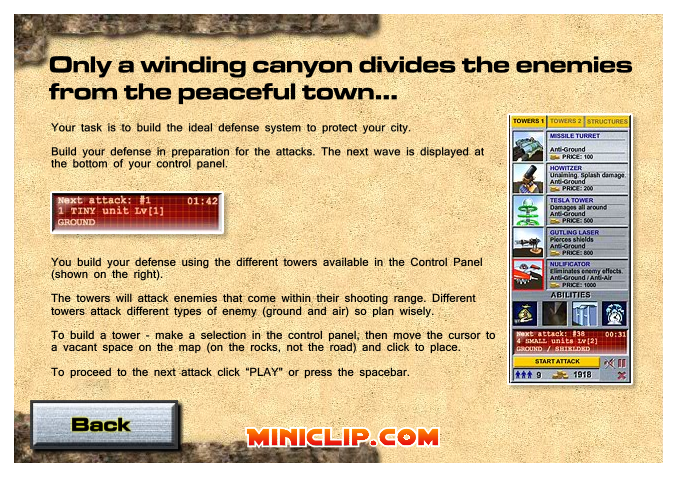 Only a winding canyon divides the enemies
from the peaceful town...
Your task is to build the ideal defense system to protect your city.
Build your defense in preparation for the attacks. The next wave is displayed at
the bottom of your control panel.
Next attack: #1 01:42
1 TINY unit Lv[1]
GROUND
You build your defense using the different towers available in the Control Panel
(shown on the right).
The towers will attack enemies that come within their shooting range. Different
towers attack different types of enemy (ground and air) so plan wisely.
To build a tower - make a selection in the control panel, then move the cursor to
a vacant space on the map (on the rocks, not the road) and click to place.
To proceed to the next attack click "PLAY" or press the spacebar.
TOWERS 1 TOWERS 2 STRUCTURES
MISSILE TURRET
Anti-Ground
PRICE: 100
HOWITZER
Unaiming. Splash damage.
Anti-Ground
PRICE: 200
TESLA TOWER
Damages all around
Anti-Ground
PRICE: 500
GUTLING LASER
Pierces shields
Anti-Ground
PRICE: 800
NULIFICATOR
Eliminates enemy effects.
Anti-Ground / Anti-Air
PRICE: 1000
ABILITIES
Next attack: #38 00:31
4 SMALL units Lv[2]
GROUND / SHIELDED
START ATTACK
9 1918
Back
MINICLIP.COM